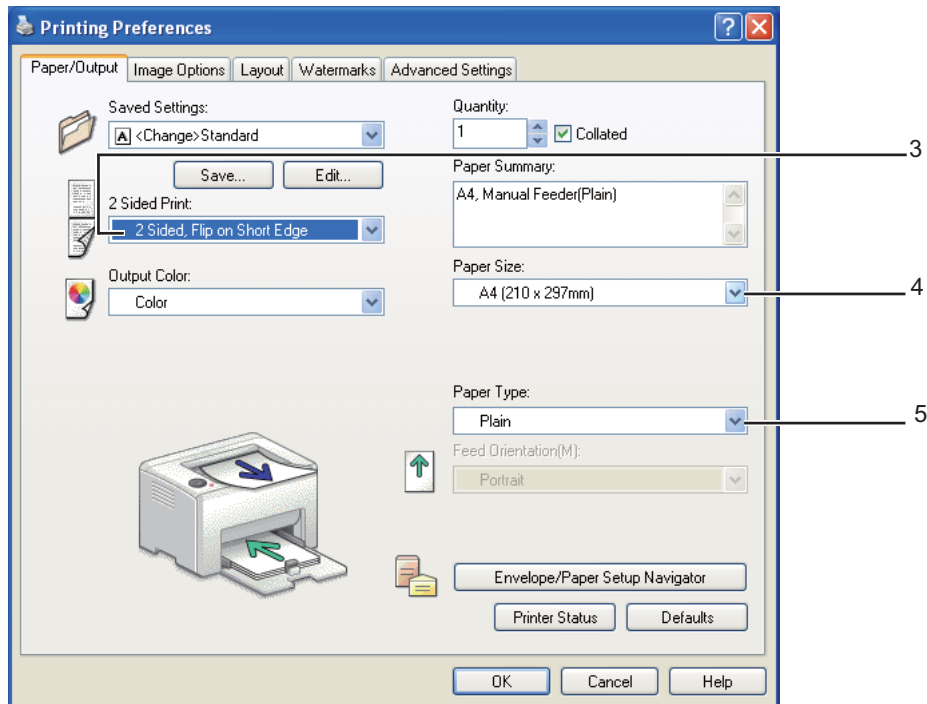 Printing Preferences
Paper/Output Image Options Layout Watermarks Advanced Settings
Saved Settings:
A <Change>Standard
Save... Edit...
2 Sided Print:
2 Sided, Flip on Short Edge
Output Color:
Color
Quantity:
1
Collated
Paper Summary:
A4, Manual Feeder(Plain)
Paper Size:
A4 (210 x 297mm)
Paper Type:
Plain
Feed Orientation(M):
Portrait
Envelope/Paper Setup Navigator
Printer Status Defaults
OK Cancel Help
3
4
5